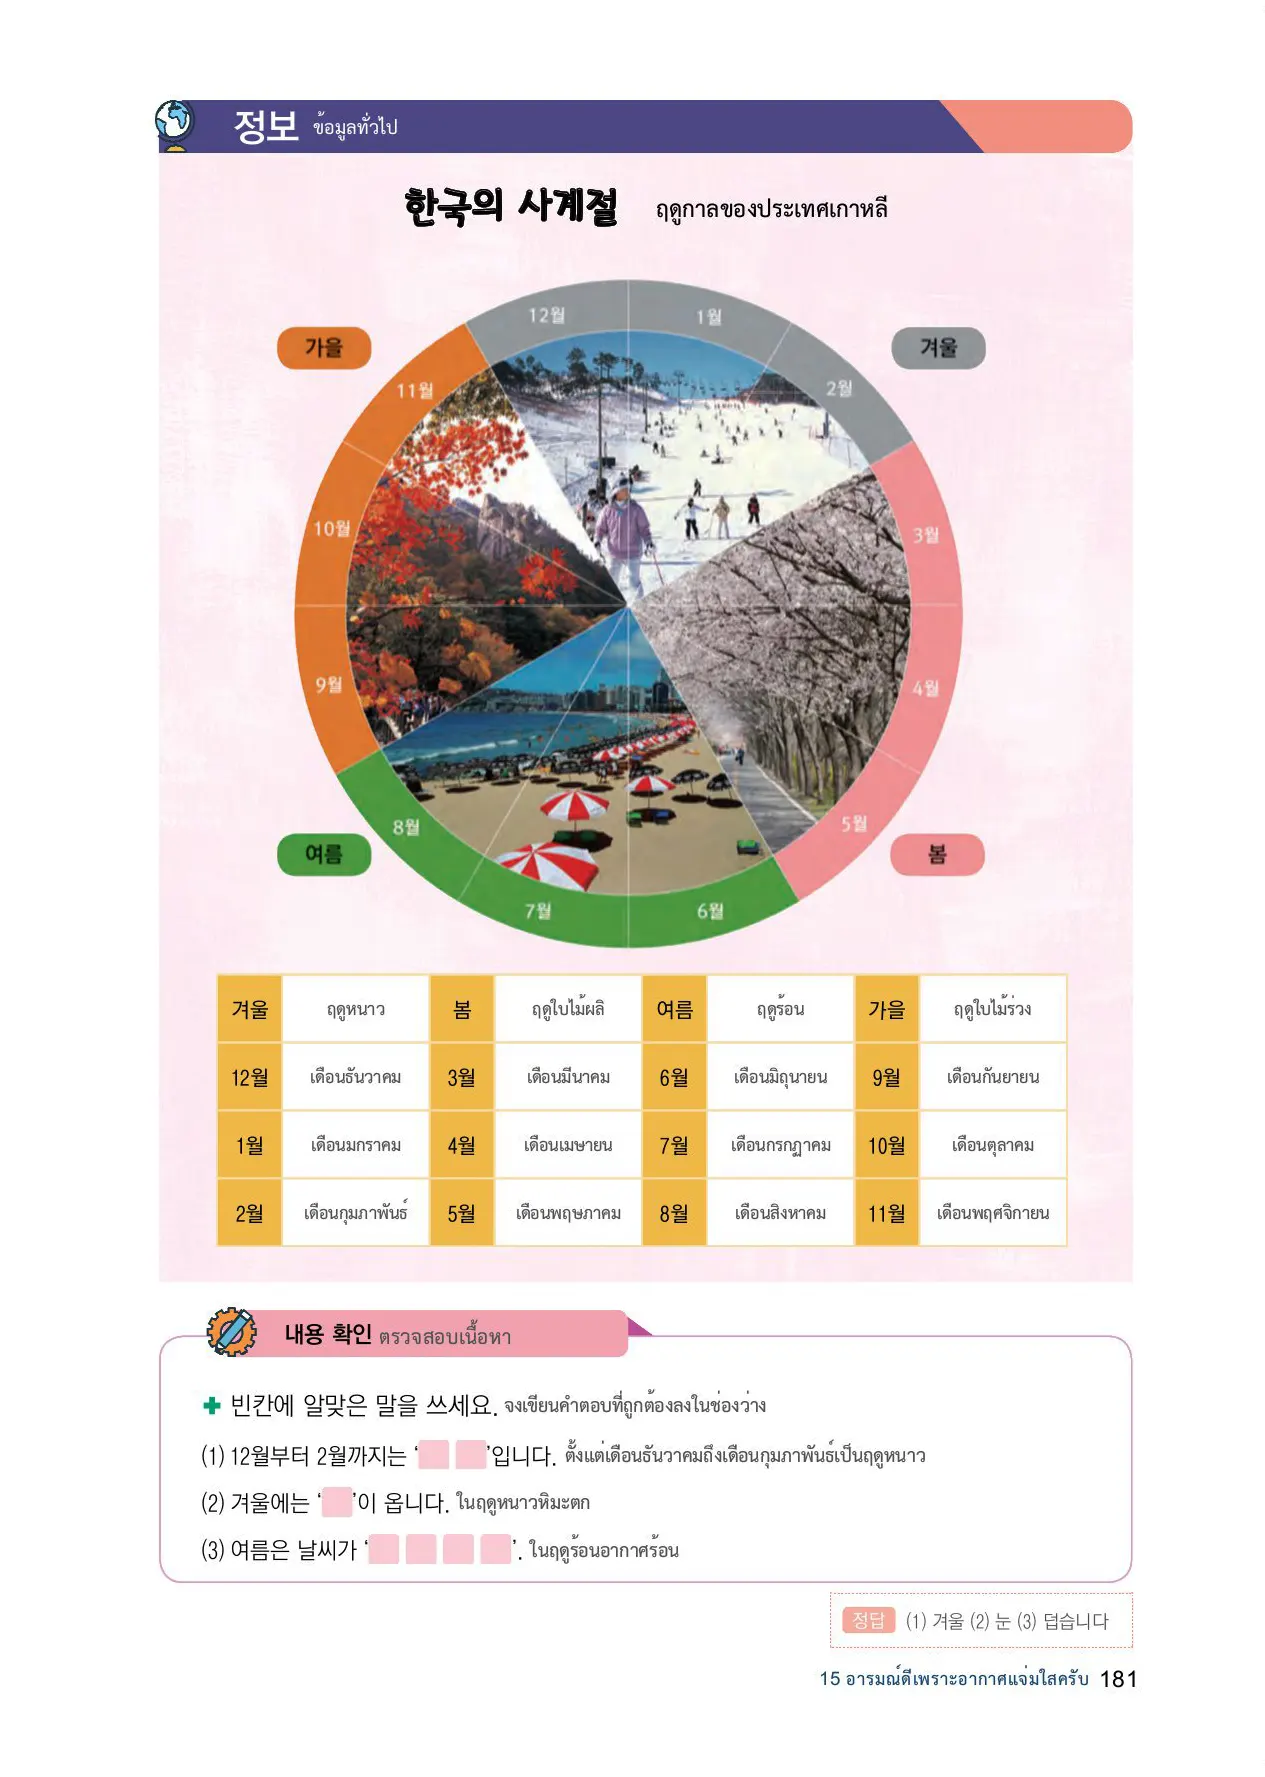 정보 ข้อมูลทั่วไป
한국의 사계절 ฤดูกาลของประเทศเกาหลี
12월 1월
가을 겨울
11월 2월
10월 3월
9월 4월
8월 5월
여름 봄
7월 6월
겨울 ฤดูหนาว 봄 ฤดูใบไม้ผลิ 여름 ฤดูร้อน 가을 ฤดูใบไม้ร่วง
12월 เดือนธันวาคม 3월 เดือนมีนาคม 6월 เดือนมิถุนายน 9월 เดือนกันยายน
1월 เดือนมกราคม 4월 เดือนเมษายน 7월 เดือนกรกฎาคม 10월 เดือนตุลาคม
2월 เดือนกุมภาพันธ์ 5월 เดือนพฤษภาคม 8월 เดือนสิงหาคม 11월 เดือนพฤศจิกายน
내용 확인 ตรวจสอบเนื้อหา
빈칸에 알맞은 말을 쓰세요. จงเขียนคำตอบที่ถูกต้องลงในช่องว่าง
(1) 12월부터 2월까지는 ‘ ’입니다. ตั้งแต่เดือนธันวาคมถึงเดือนกุมภาพันธ์เป็นฤดูหนาว
(2) 겨울에는 ‘ ’이 옵니다. ในฤดูหนาวหิมะตก
(3) 여름은 날씨가 ‘ ’. ในฤดูร้อนอากาศร้อน
정답 (1) 겨울 (2) 눈 (3) 덥습니다
15 อารมณ์ดีเพราะอากาศแจ่มใสครับ 181